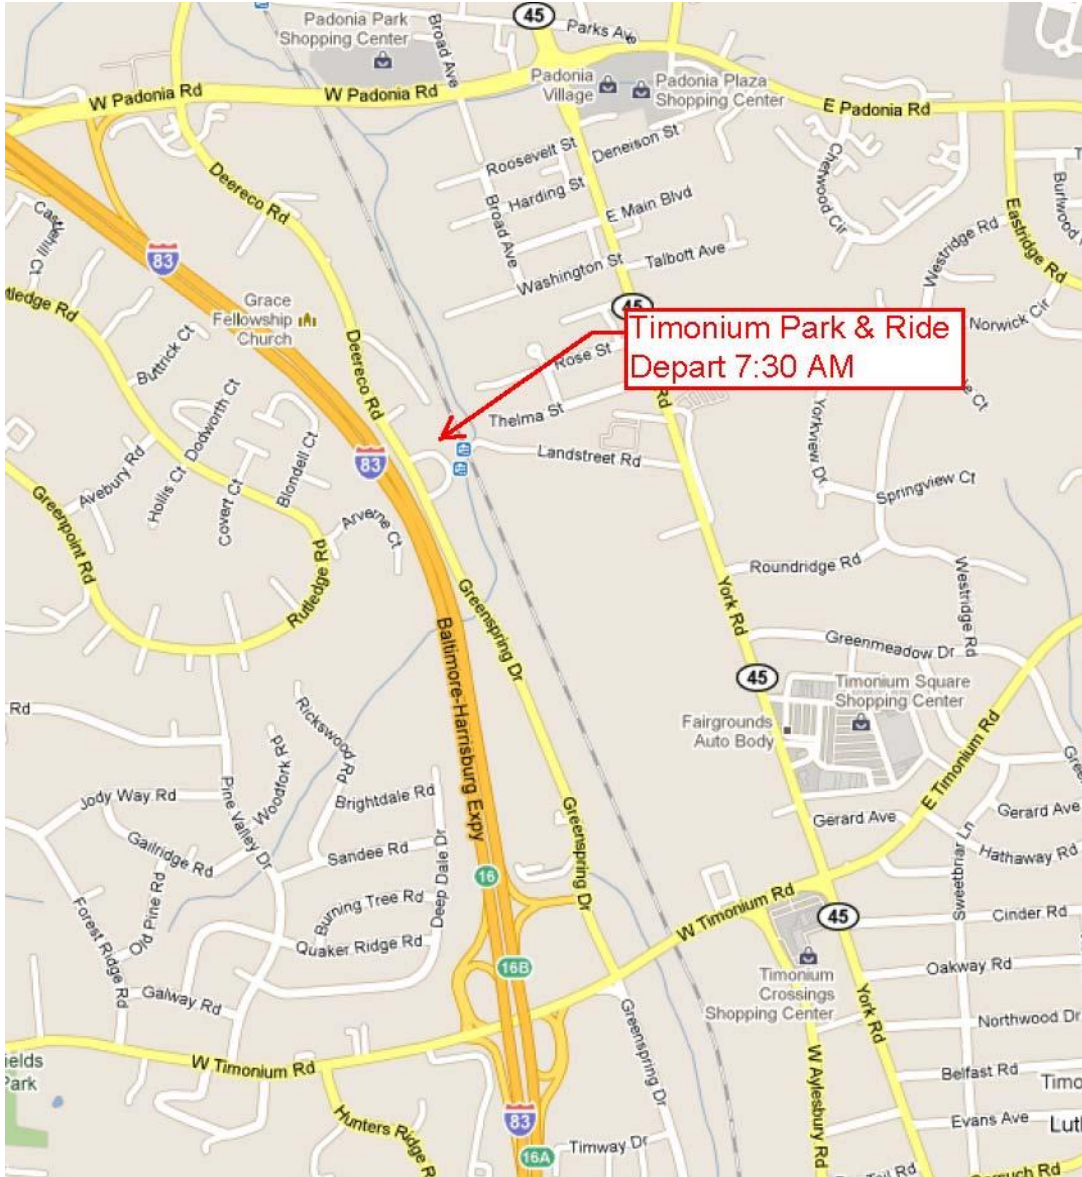 Padonia Park
Shopping Center
Broad Ave
45
Parks Ave
W Padonia Rd
W Padonia Rd
Padonia
Village
Padonia Plaza
Shopping Center
E Padonia Rd
Deneison St
Roosevelt St
Chetwood Cir
Deereco Rd
Harding St
Broad Ave
E Main Blvd
Eastridge Rd
Westridge Rd
83
Washington St
Talbott Ave
45
Norwick Cir
Grace
Fellowship
Church
Timonium Park & Ride
Depart 7:30 AM
Buttrick Ct
Deereco Rd
Rose St
Rd
Ct
Dodworth Ct
Thelma St
Yorkview Dr
Blondell Ct
Avebury Rd
Hollis Ct
Covert Ct
83
Landstreet Rd
Springview Ct
Greenpoint Rd
Arverne Ct
Rutledge Rd
Roundridge Rd
Westridge Rd
Greenspring Dr
York Rd
Baltimore-Harrisburg Expy
Greenmeadow Dr
45
Timonium Square
Shopping Center
Rd
Rickswood Rd
Fairgrounds
Auto Body
Woodfork Rd
Pine Valley Dr
E Timonium Rd
Jody Way Rd
Brightdale Rd
Greenspring Dr
Gerard Ave
Gerard Ave
Gailridge Rd
Sandee Rd
Deep Dale Dr
Hathaway Rd
16
Sweetbriar Ln
Old Pine Rd
Burning Tree Rd
W Timonium Rd
45
Cinder Rd
Forest Ridge Rd
Quaker Ridge Rd
16B
Timonium
Crossings
Shopping Center
Oakway Rd
Galway Rd
York Rd
Northwood Dr
Greenspring Dr
W Timonium Rd
W Aylesbury Rd
Belfast Rd
ields
Park
Timo
83
Hunters Ridge R
Evans Ave
Lut
Timway Dr
16A